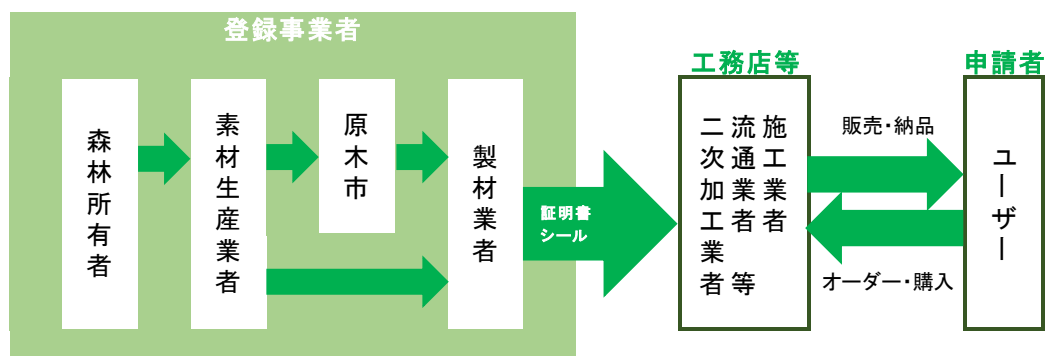 登録事業者
森林所有者
素材生産業者
原木市
製材業者
証明書
シール
工務店等
施工業者
流通業者等
二次加工業者
販売・納品
オーダー・購入
申請者
ユーザー